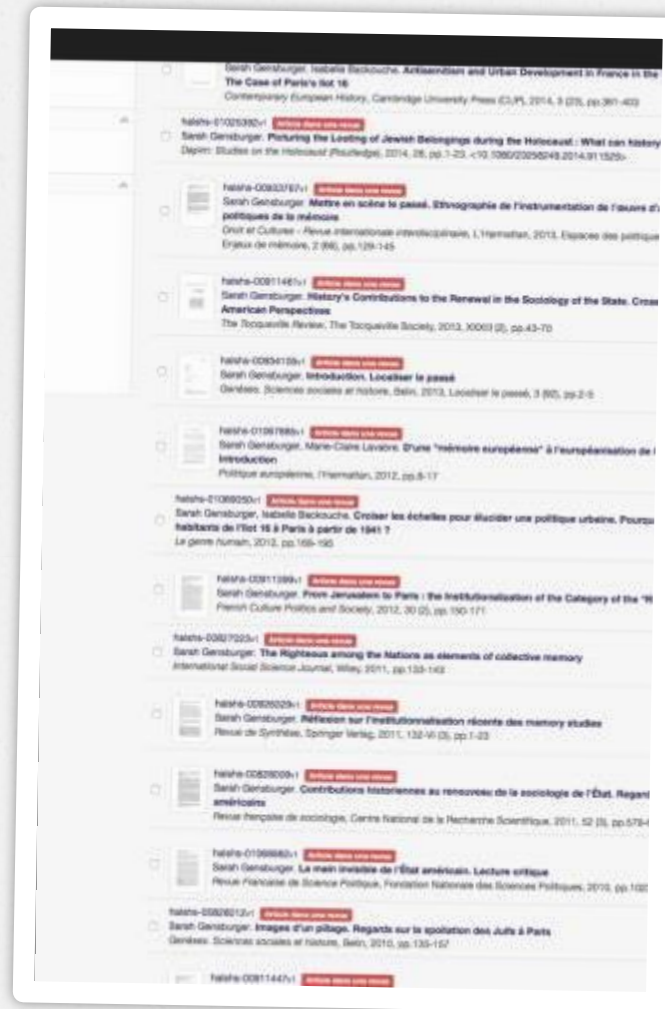 Sarah Gensburger, Isabelle Backouche. Antisemitism and Urban Development in France in the
The Case of Paris's Ilot 16
Contemporary European History, Cambridge University Press (CUP), 2014, 3 (23), pp.381-403
Article dans une revue
Sarah Gensburger. Picturing the Looting of Jewish Belongings during the Holocaust : What can history
Dapim: Studies on the Holocaust (Routledge), 2014, 28, pp.1-23.
Article dans une revue
Sarah Gensburger. Mettre en scène le passé. Ethnographie de l'instrumentation de l'œuvre
politiques de la mémoire
Droit et Cultures - Revue internationale interdisciplinaire, L'Harmattan, 2013, Espaces des politique
Enjeux de mémoire, 2 (66), pp.129-145
Article dans une revue
Sarah Gensburger. History's Contributions to the Renewal in the Sociology of the State.
American Perspectives
The Tocqueville Review, The Tocqueville Society, 2013, (2), pp.43-70
Article dans une revue
Sarah Gensburger. Introduction. Localiser le passé
Genèses. Sciences sociales et histoire, Belin, 2013, Localiser le passé, 3 (92), pp.2-5
Article dans une revue
Sarah Gensburger, Marie-Claire Lavabre. D'une "mémoire européenne" à l'européanisation de
Introduction
Politique européenne, l'Harmattan, 2012, pp.8-17
Article dans une revue
Sarah Gensburger, Isabelle Backouche. Croiser les échelles pour élucider une politique urbaine.
habitants de l'îlot 16 à Paris à partir de 1941 ?
Le genre humain, 2012,
Article dans une revue
Sarah Gensburger. From Jerusalem to Paris : the Institutionalisation of the Category of the
French Culture Politics and Society, 2012, 30 (2), pp.150-171
Article dans une revue
Sarah Gensburger. The Righteous among the Nations as elements of collective memory
International Social Science Journal, Wiley, 2011, pp.133-143
Article dans une revue
Sarah Gensburger. Réflexion sur l'institutionnalisation récente des memory studies
Revue de Synthèse, Springer Verlag, 2011, 132-VI (3), pp.1-23
Article dans une revue
Sarah Gensburger. Contributions historiennes au renouveau de la sociologie de l'État. Regard
américains
Revue française de sociologie, Centre National de la Recherche Scientifique, 2011, 52 (3),
Article dans une revue
Sarah Gensburger. La main invisible de l'État américain. Lecture critique
Revue Française de Science Politique, Fondation Nationale des Sciences Politiques, 2010,
Article dans une revue
Sarah Gensburger. Images d'un pillage. Regards sur la spoliation des Juifs à Paris
Genèses. Sciences sociales et histoire, Belin, 2010, pp.135-157
Article dans une revue